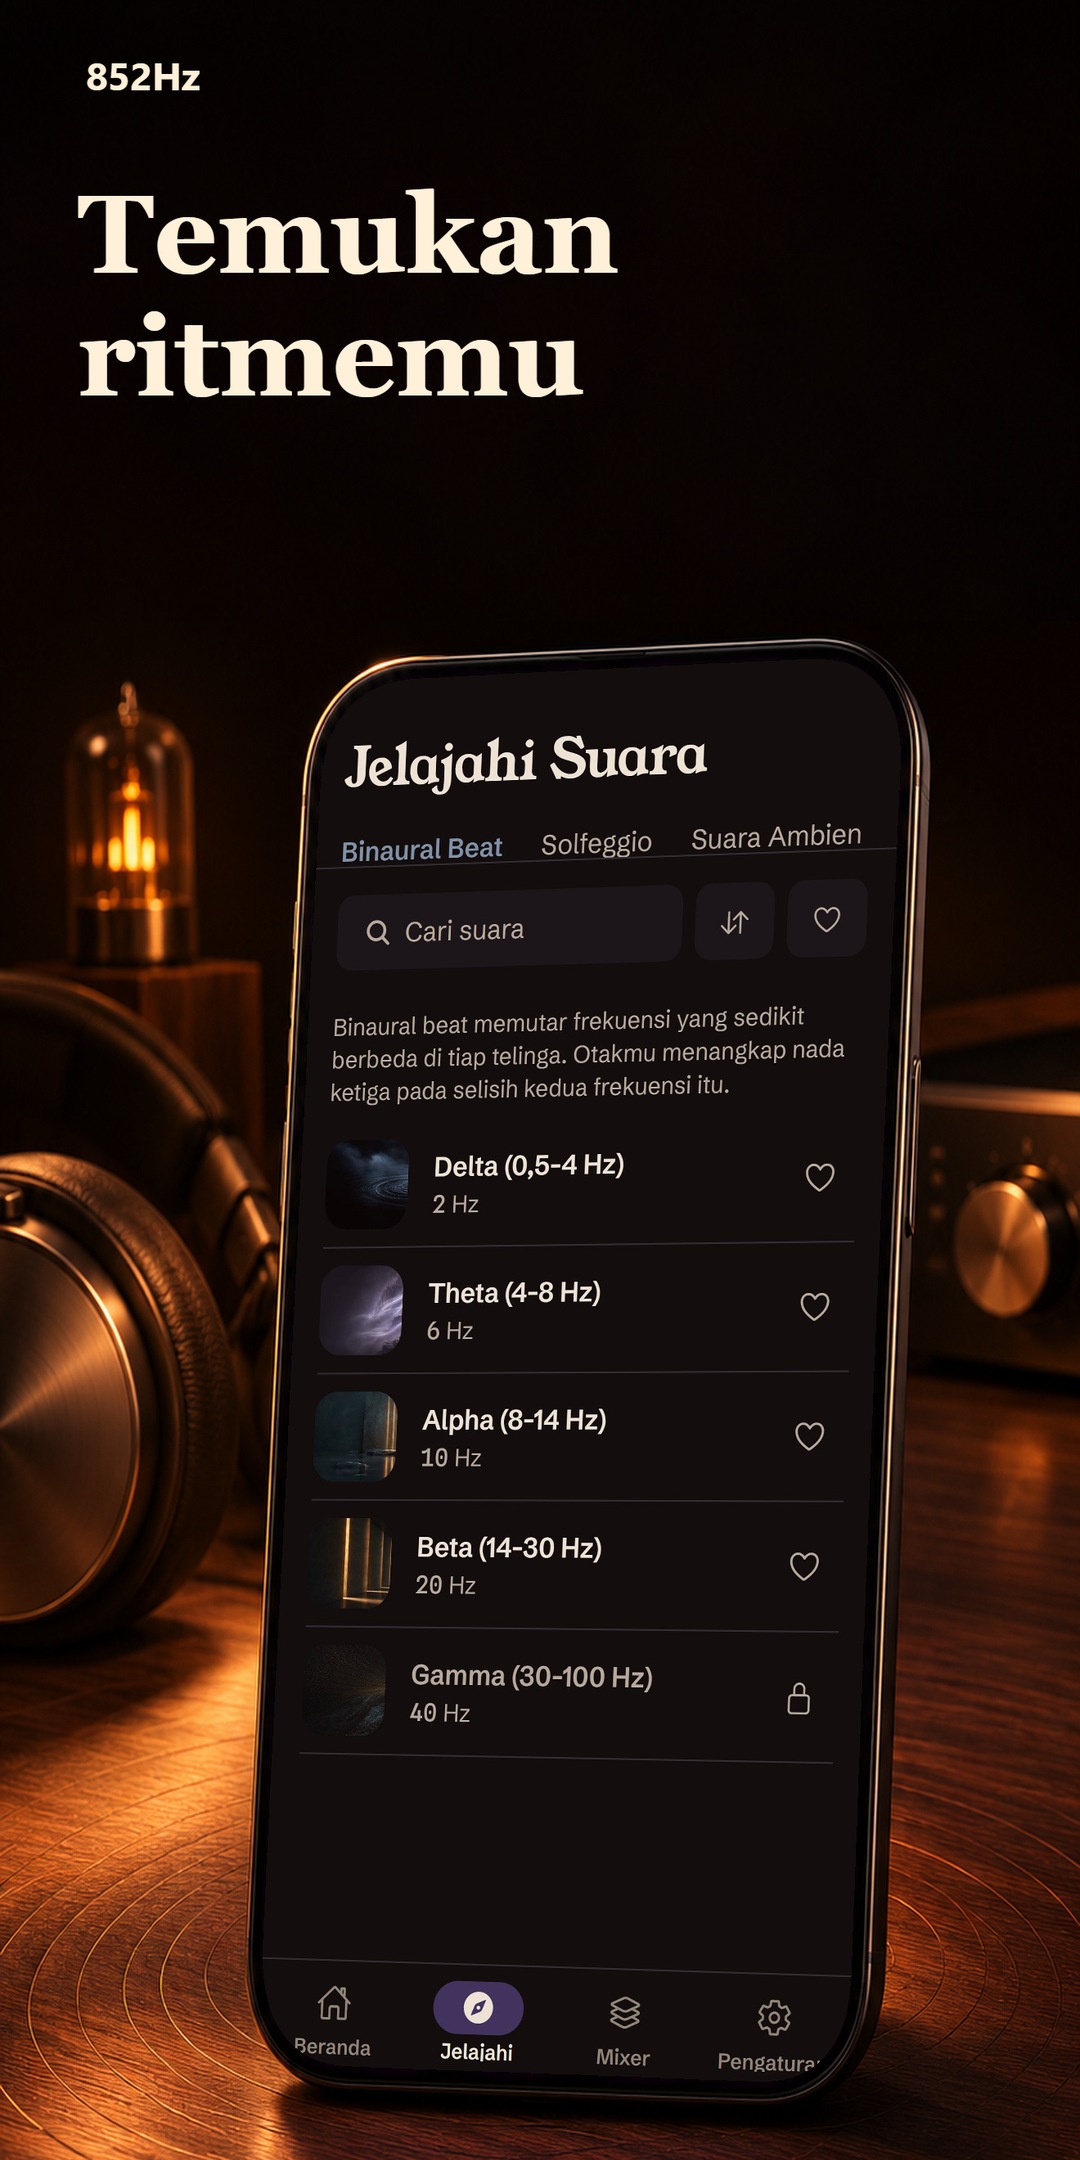 852Hz
Temukan
ritmemu
Jelajahi Suara
Binaural Beat Solfeggio Suara Ambien
Cari suara
Binaural beat memutar frekuensi yang sedikit
berbeda di tiap telinga. Otakmu menangkap nada
ketiga pada selisih kedua frekuensi itu.
Delta (0,5-4 Hz)
2 Hz
Theta (4-8 Hz)
6 Hz
Alpha (8-14 Hz)
10 Hz
Beta (14-30 Hz)
20 Hz
Gamma (30-100 Hz)
40 Hz
Beranda Jelajahi Mixer